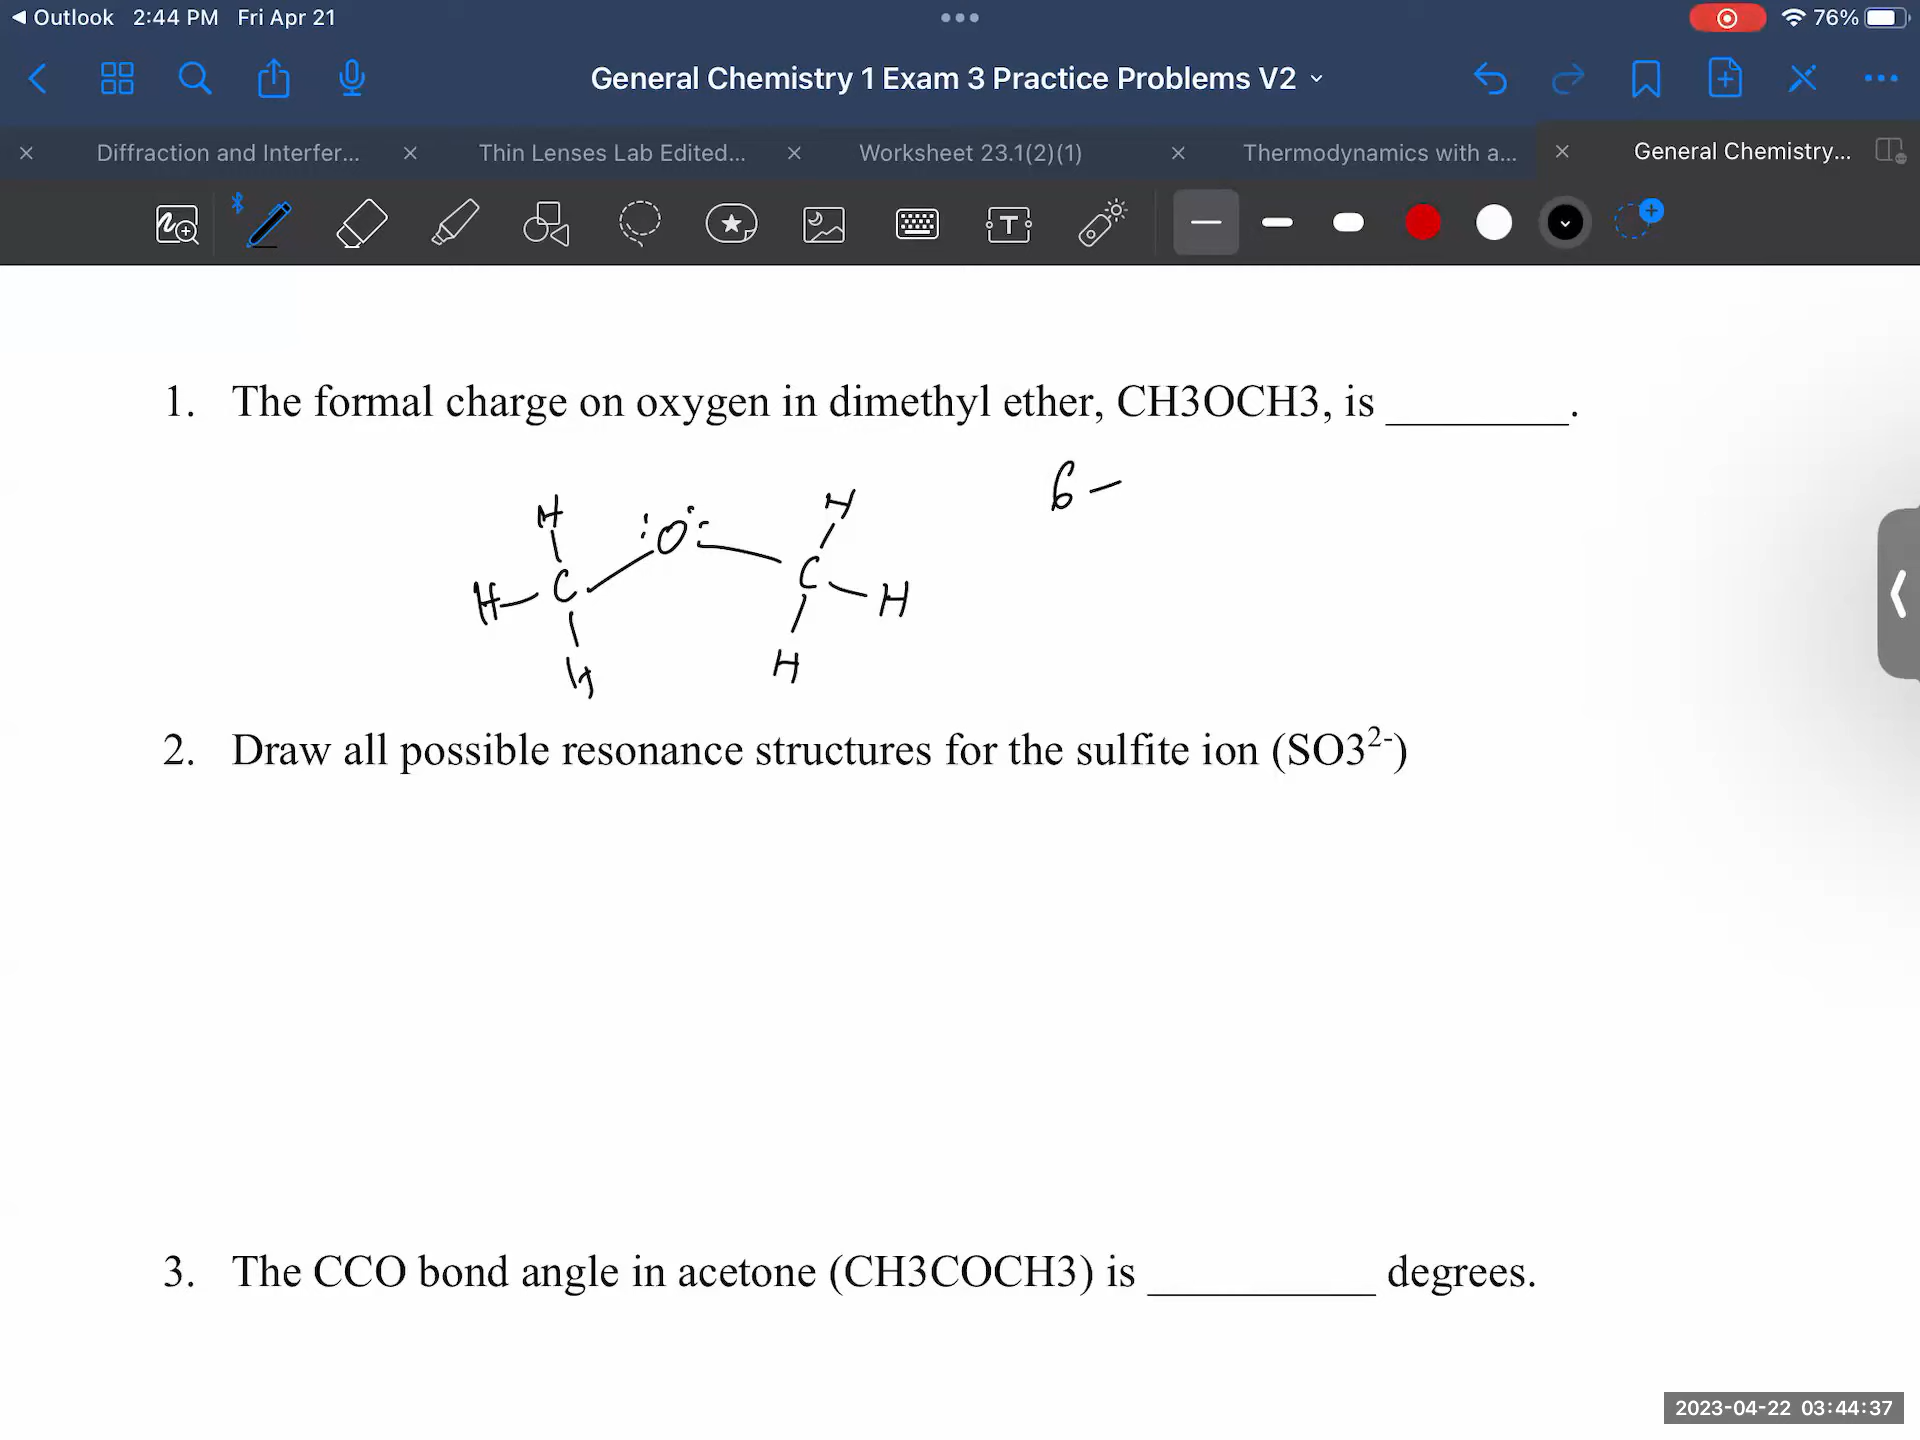 Outlook 2:44 PM Fri Apr 21 76%
General Chemistry 1 Exam 3 Practice Problems V2
Diffraction and Interfer... Thin Lenses Lab Edited... Worksheet 23.1(2)(1) Thermodynamics with a... General Chemistry...
T
1. The formal charge on oxygen in dimethyl ether, CH3OCH3, is ________.
6 -
H H
:O:
H-C C-H
H H
2. Draw all possible resonance structures for the sulfite ion (SO3²⁻)
3. The CCO bond angle in acetone (CH3COCH3) is __________ degrees.
2023-04-22 03:44:37